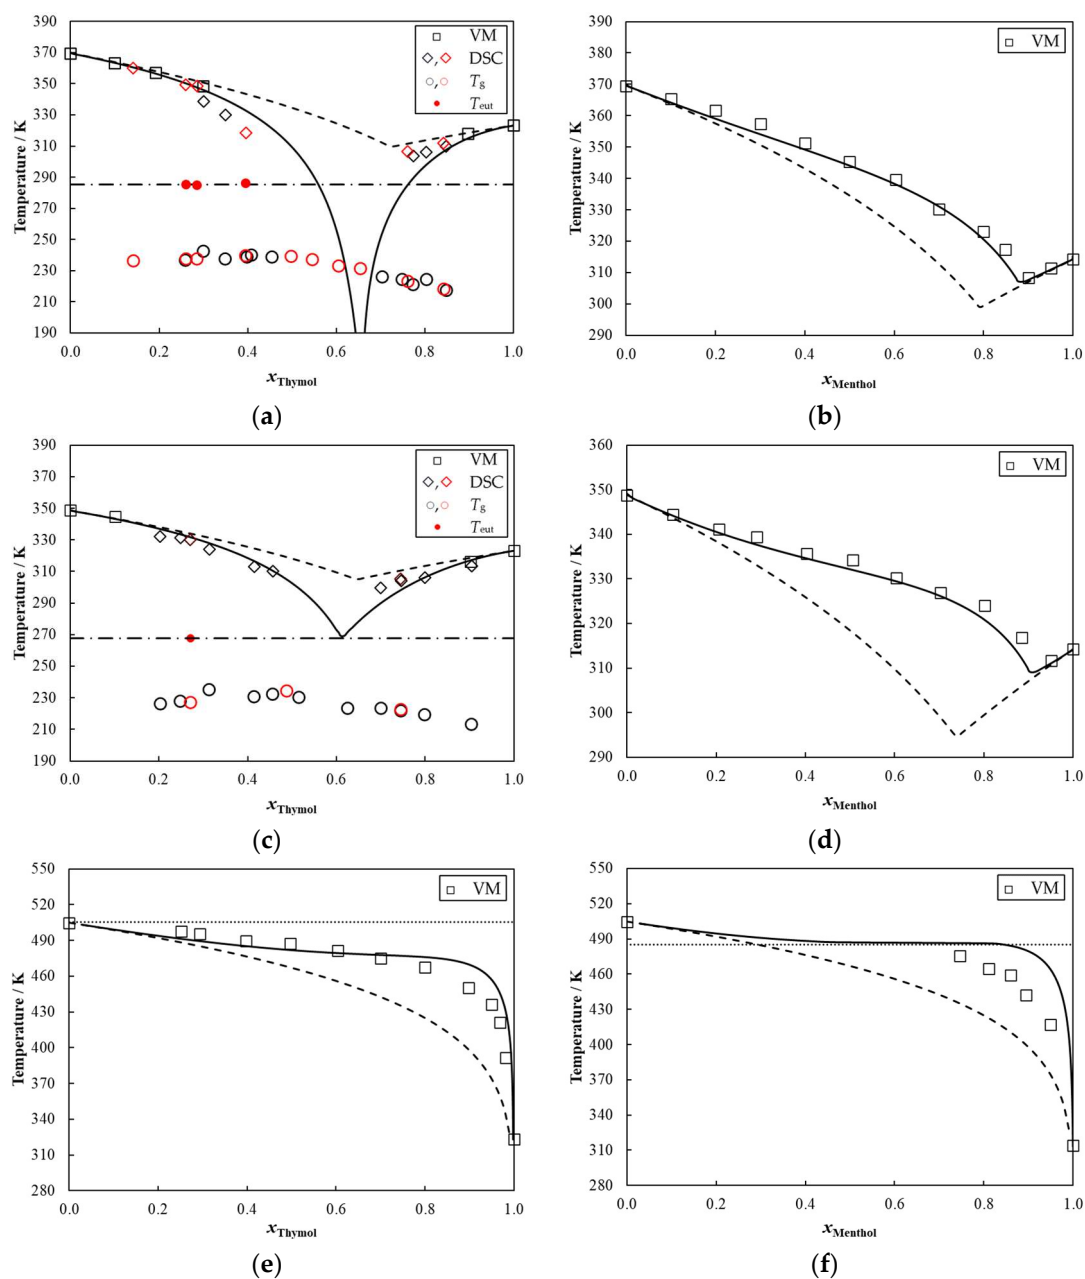 390
370
350
330
310
290
270
250
230
210
190
Temperature / K
VM
DSC
Tg
Teut
0.0 0.2 0.4 0.6 0.8 1.0
xThymol
(a)
390
380
370
360
350
340
330
320
310
300
290
Temperature / K
VM
0.0 0.2 0.4 0.6 0.8 1.0
xMenthol
(b)
390
370
350
330
310
290
270
250
230
210
190
Temperature / K
VM
DSC
Tg
Teut
0.0 0.2 0.4 0.6 0.8 1.0
xThymol
(c)
360
350
340
330
320
310
300
290
Temperature / K
VM
0.0 0.2 0.4 0.6 0.8 1.0
xMenthol
(d)
550
520
490
460
430
400
370
340
310
280
Temperature / K
VM
0.0 0.2 0.4 0.6 0.8 1.0
xThymol
(e)
550
520
490
460
430
400
370
340
310
280
Temperature / K
VM
0.0 0.2 0.4 0.6 0.8 1.0
xMenthol
(f)